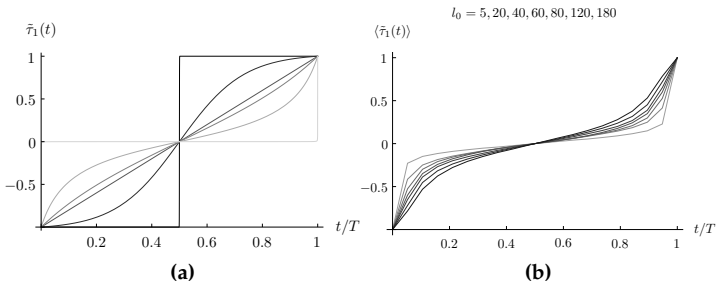 l₀ = 5, 20, 40, 60, 80, 120, 180
τ̃₁(t)
1
0.5
0
−0.5
0.2 0.4 0.6 0.8 1
t/T
(a)
⟨τ̃₁(t)⟩
1
0.5
0
−0.5
0.2 0.4 0.6 0.8 1
t/T
(b)